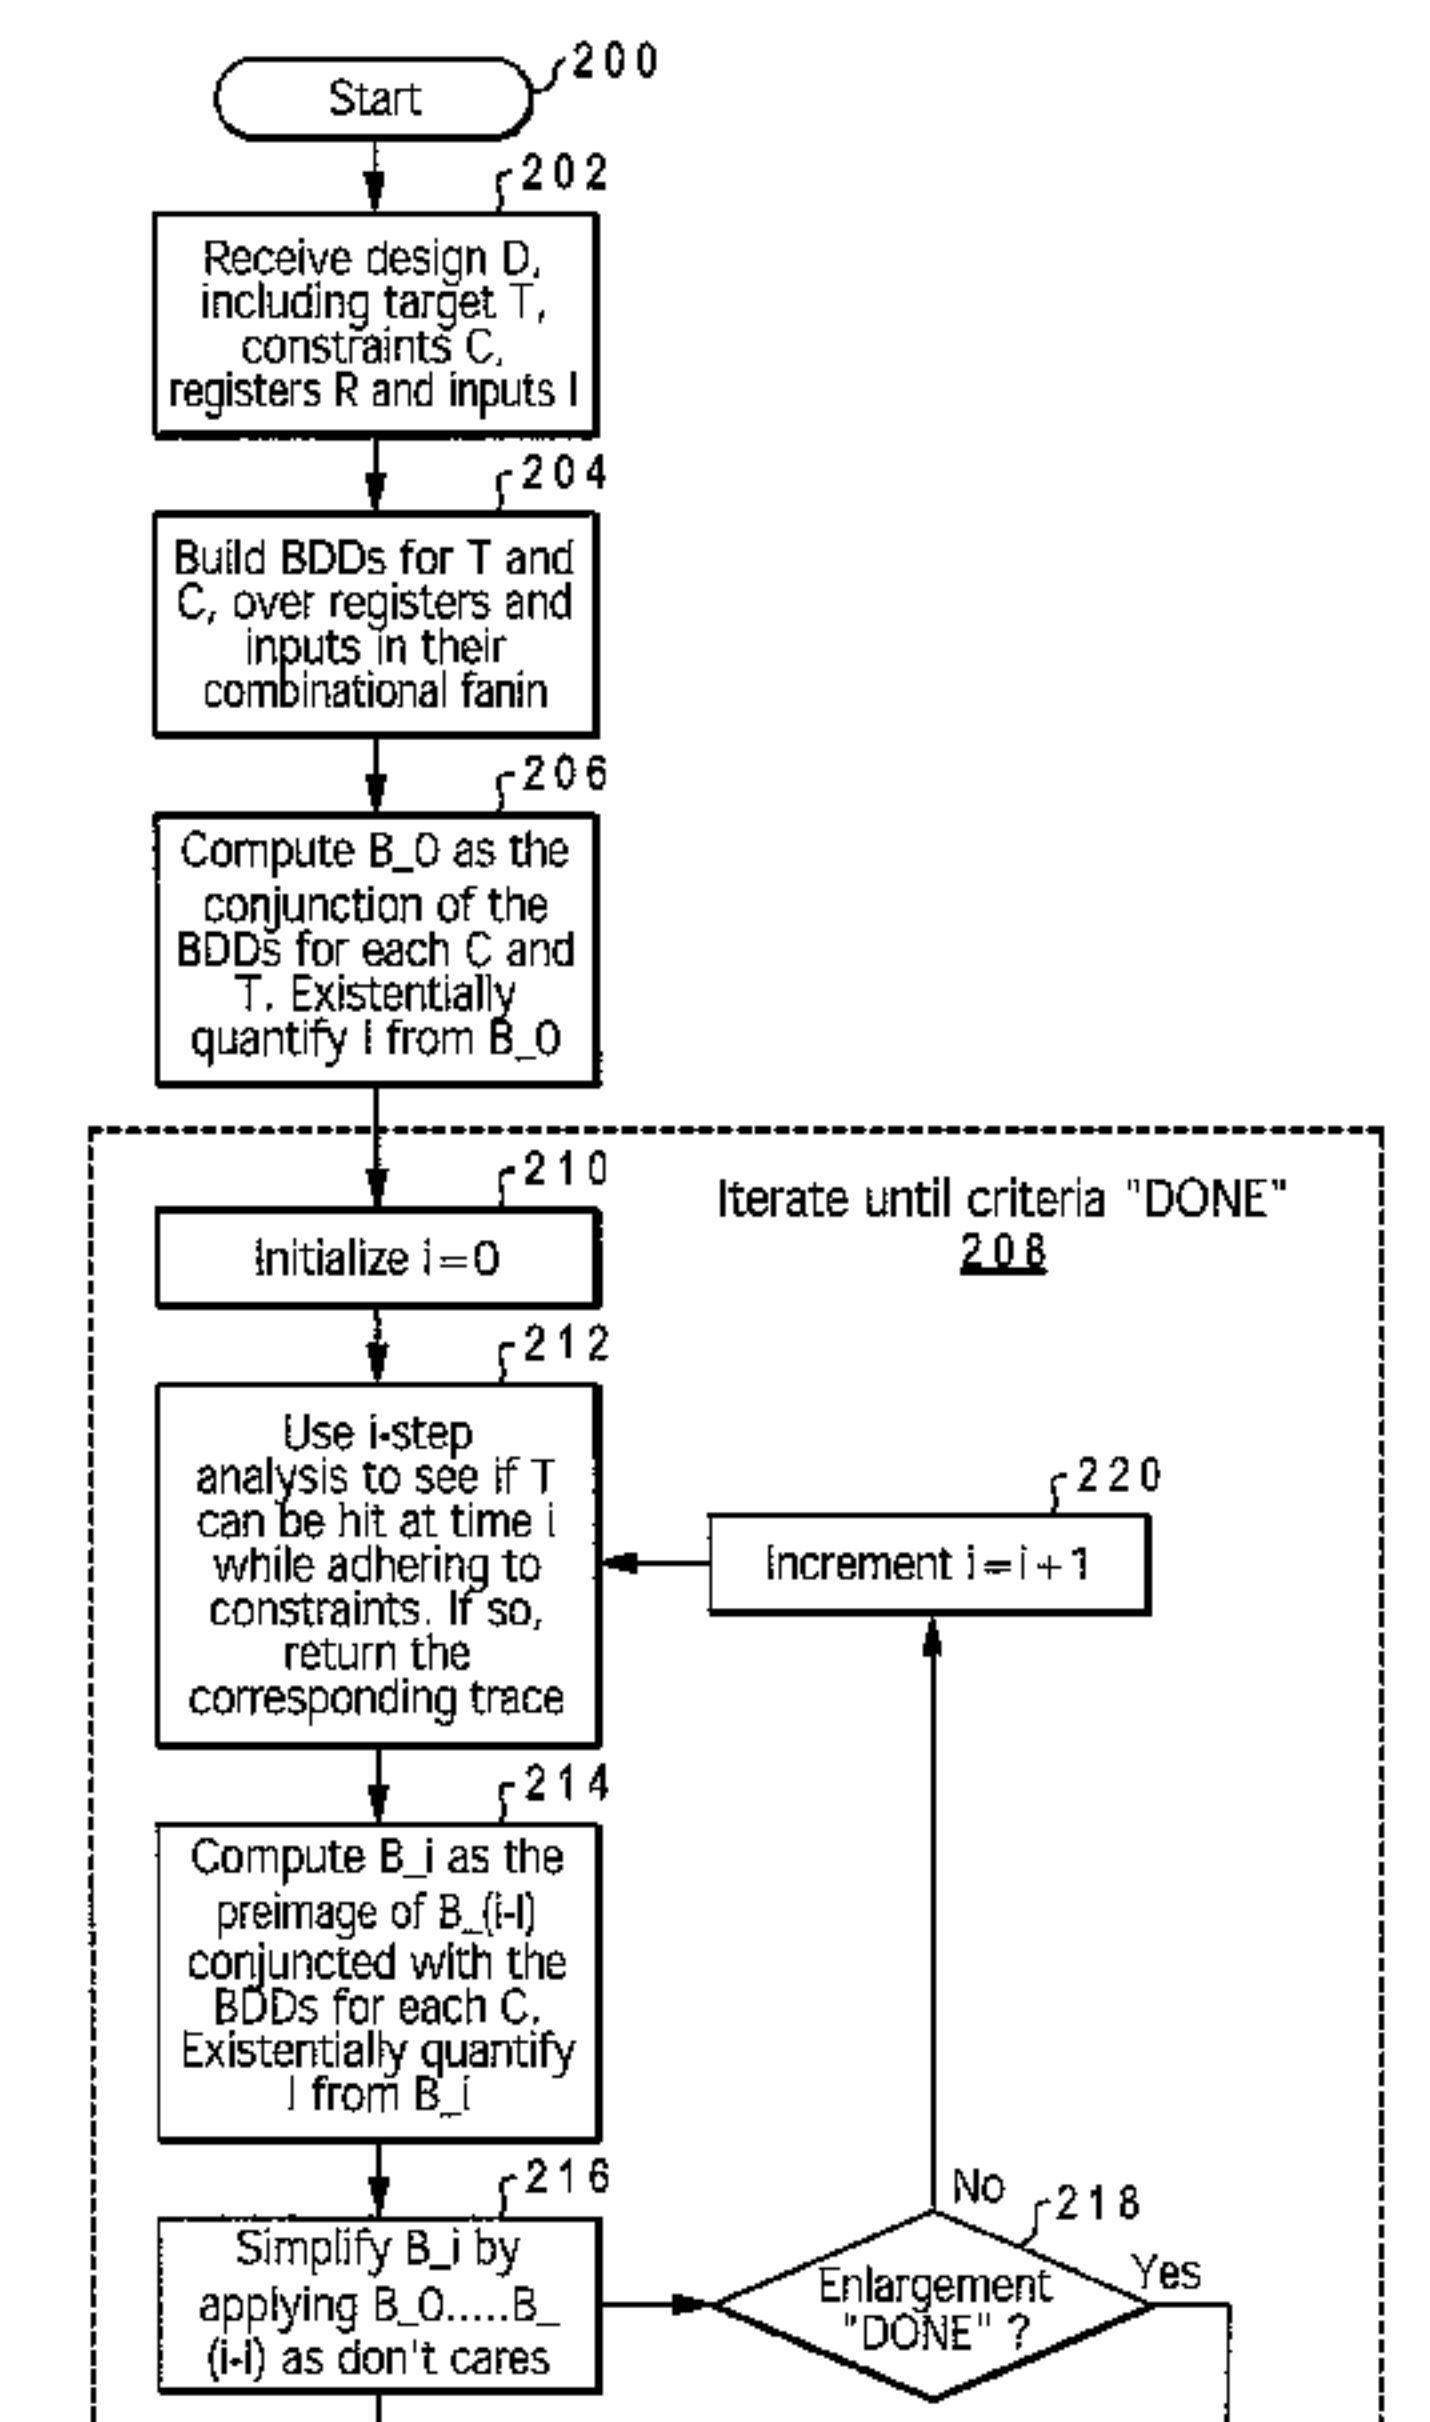 Start
200
202
Receive design D,
including target T,
constraints C,
registers R and inputs I
204
Build BDDs for T and
C, over registers and
inputs in their
combinational fanin
206
Compute B_0 as the
conjunction of the
BDDs for each C and
T. Existentially
quantify I from B_0
210
Initialize i=0
Iterate until criteria "DONE"
208
212
Use i-step
analysis to see if T
can be hit at time i
while adhering to
constraints. If so,
return the
corresponding trace
220
Increment i=i+1
214
Compute B_i as the
preimage of B_(i-I)
conjuncted with the
BDDs for each C.
Existentially quantify
I from B_i
216
Simplify B_i by
applying B_0.....B_
(i-i) as don't cares
No
218
Yes
Enlargement
"DONE" ?